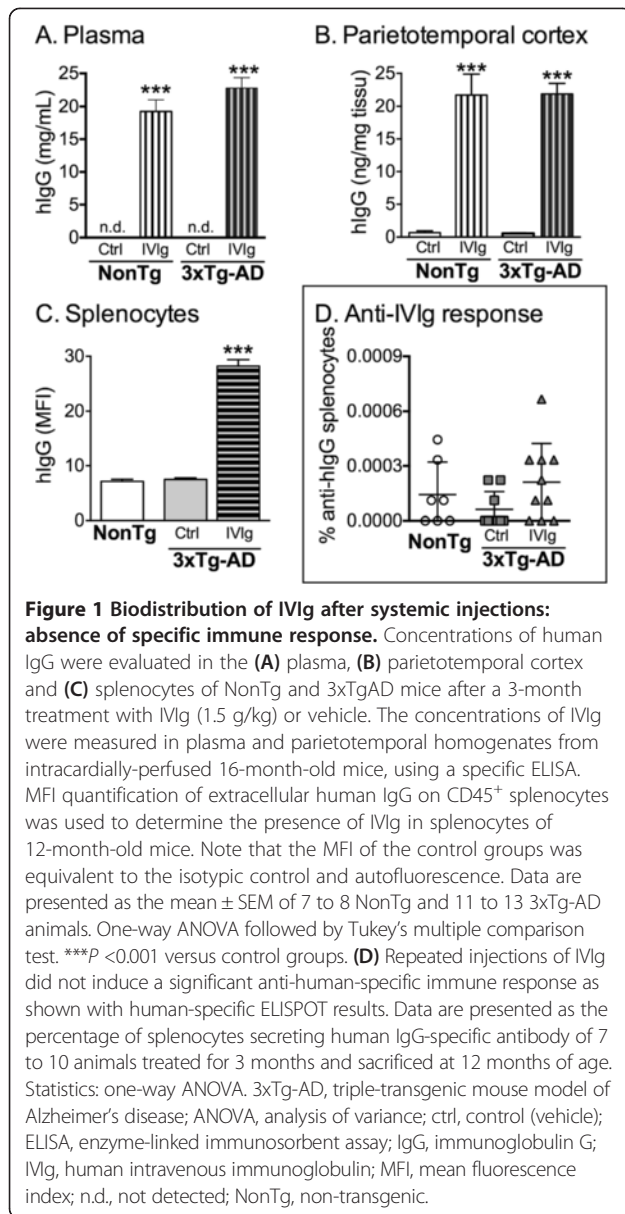 A. Plasma
B. Parietotemporal cortex
hIgG (mg/mL)
25
20
15
10
5
0
***
***
n.d.
n.d.
Ctrl IVIg Ctrl IVIg
NonTg 3xTg-AD
hIgG (ng/mg tissu)
25
20
15
10
5
0
***
***
Ctrl IVIg Ctrl IVIg
NonTg 3xTg-AD
C. Splenocytes
D. Anti-IVIg response
hIgG (MFI)
30
20
10
0
***
NonTg Ctrl IVIg
3xTg-AD
% anti-hIgG splenocytes
0.0009
0.0006
0.0003
0.0000
NonTg Ctrl IVIg
3xTg-AD
Figure 1 Biodistribution of IVIg after systemic injections:
absence of specific immune response. Concentrations of human
IgG were evaluated in the (A) plasma, (B) parietotemporal cortex
and (C) splenocytes of NonTg and 3xTgAD mice after a 3-month
treatment with IVIg (1.5 g/kg) or vehicle. The concentrations of IVIg
were measured in plasma and parietotemporal homogenates from
intracardially-perfused 16-month-old mice, using a specific ELISA.
MFI quantification of extracellular human IgG on CD45⁺ splenocytes
was used to determine the presence of IVIg in splenocytes of
12-month-old mice. Note that the MFI of the control groups was
equivalent to the isotypic control and autofluorescence. Data are
presented as the mean ± SEM of 7 to 8 NonTg and 11 to 13 3xTg-AD
animals. One-way ANOVA followed by Tukey's multiple comparison
test. ***P <0.001 versus control groups. (D) Repeated injections of IVIg
did not induce a significant anti-human-specific immune response as
shown with human-specific ELISPOT results. Data are presented as the
percentage of splenocytes secreting human IgG-specific antibody of 7
to 10 animals treated for 3 months and sacrificed at 12 months of age.
Statistics: one-way ANOVA. 3xTg-AD, triple-transgenic mouse model of
Alzheimer's disease; ANOVA, analysis of variance; ctrl, control (vehicle);
ELISA, enzyme-linked immunosorbent assay; IgG, immunoglobulin G;
IVIg, human intravenous immunoglobulin; MFI, mean fluorescence
index; n.d., not detected; NonTg, non-transgenic.